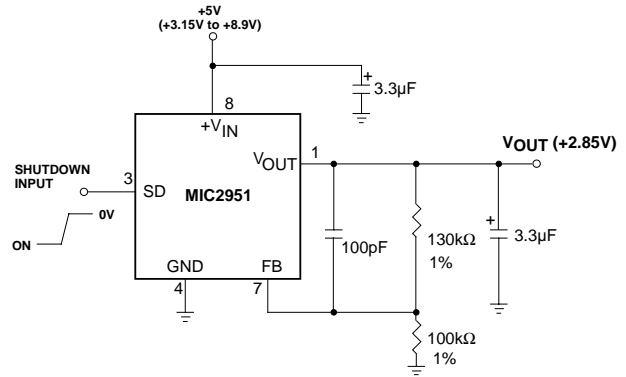 +5V
(+3.15V to +8.9V)
+
3.3µF
8
+VIN
VOUT
1
VOUT (+2.85V)
SHUTDOWN
INPUT
3
SD
MIC2951
0V
ON
100pF
130kΩ
1%
+
3.3µF
GND
FB
4
7
100kΩ
1%